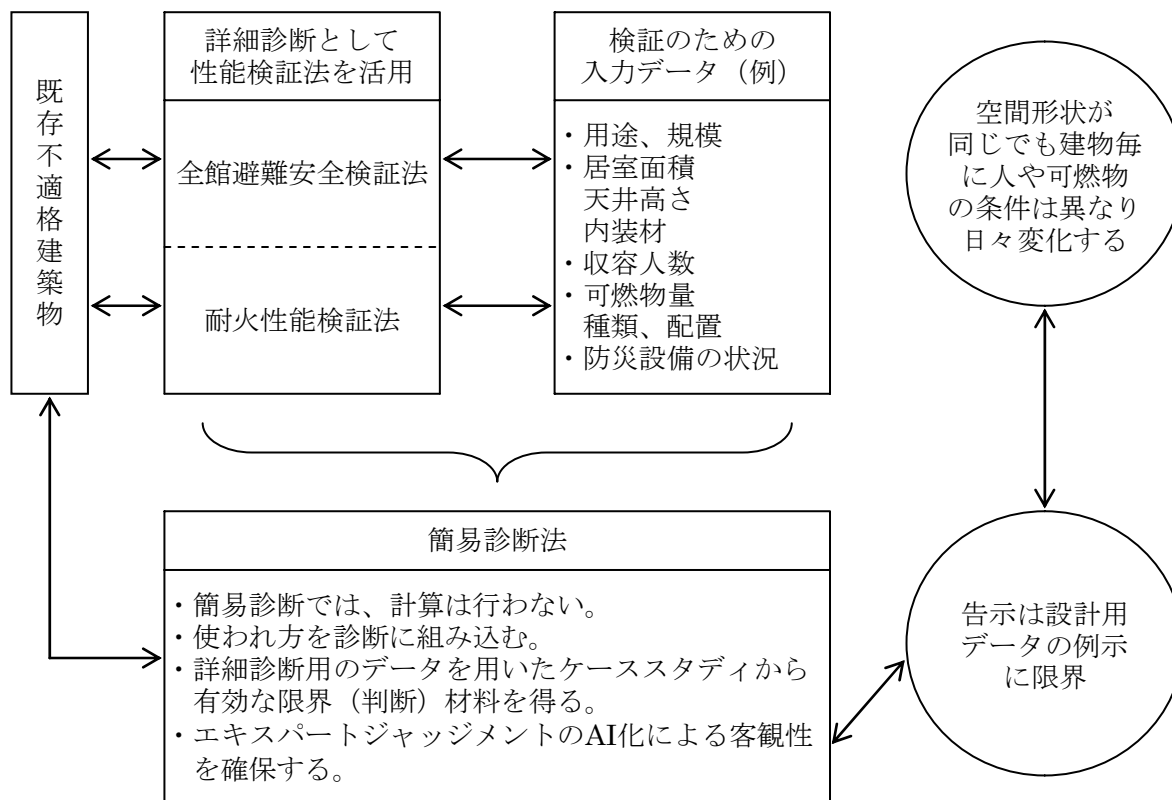 既存不適格建築物
詳細診断として
性能検証法を活用
全館避難安全検証法
耐火性能検証法
検証のための
入力データ（例）
・用途、規模
・居室面積
天井高さ
内装材
・収容人数
・可燃物量
種類、配置
・防災設備の状況
空間形状が
同じでも建物毎
に人や可燃物
の条件は異なり
日々変化する
簡易診断法
・簡易診断では、計算は行わない。
・使われ方を診断に組み込む。
・詳細診断用のデータを用いたケーススタディから
有効な限界（判断）材料を得る。
・エキスパートジャッジメントのAI化による客観性
を確保する。
告示は設計用
データの例示
に限界